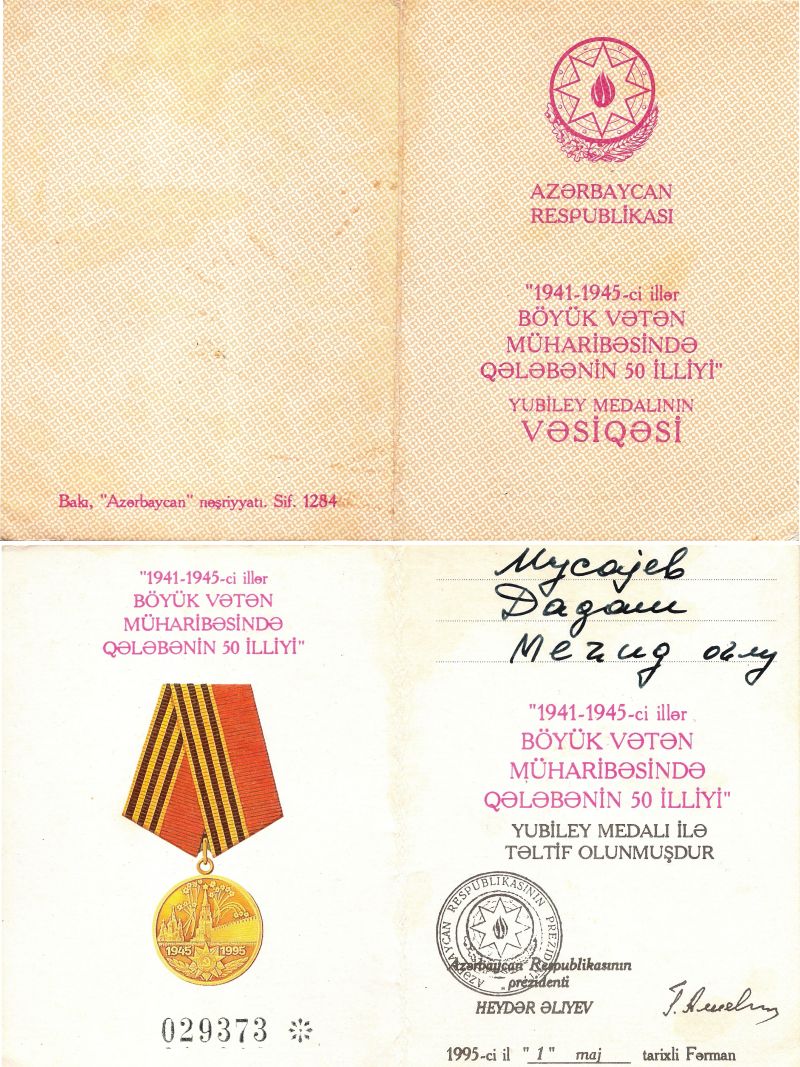 AZƏRBAYCAN
RESPUBLİKASI
"1941-1945-ci illər
BÖYÜK VƏTƏN
MÜHARİBƏSİNDƏ
QƏLƏBƏNİN 50 İLLİYİ"
YUBİLEY MEDALININ
VƏSİQƏSİ
Bakı, "Azərbaycan" nəşriyyatı. Sif. 1284
"1941-1945-ci illər
BÖYÜK VƏTƏN
MÜHARİBƏSİNDƏ
QƏLƏBƏNİN 50 İLLİYİ"
1945 1995
029373
Мусајев
Дадаш
Меҹид оғлу
"1941-1945-ci illər
BÖYÜK VƏTƏN
MÜHARİBƏSİNDƏ
QƏLƏBƏNİN 50 İLLİYİ"
YUBİLEY MEDALI İLƏ
TƏLTİF OLUNMUŞDUR
AZƏRBAYCAN RESPUBLİKASININ PREZİDENTİ
Azərbaycan Respublikasının
prezidenti
HEYDƏR ƏLIYEV
1995-ci il "1" maj tarixli Fərman